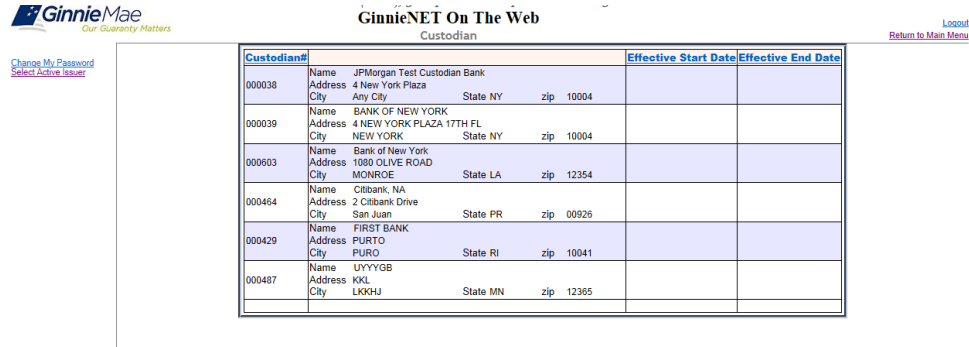 GinnieMae
Our Guaranty Matters
GinnieNET On The Web
Custodian
Logout
Return to Main Menu
Change My Password
Select Active Issuer
Custodian# Effective Start Date Effective End Date
Name JPMorgan Test Custodian Bank
000038 Address 4 New York Plaza
City Any City State NY zip 10004
Name BANK OF NEW YORK
000039 Address 4 NEW YORK PLAZA 17TH FL
City NEW YORK State NY zip 10004
Name Bank of New York
000603 Address 1080 OLIVE ROAD
City MONROE State LA zip 12354
Name Citibank, NA
000464 Address 2 Citibank Drive
City San Juan State PR zip 00926
Name FIRST BANK
000429 Address PURTO
City PURO State RI zip 10041
Name UYYYGB
000487 Address KKL
City LKKHJ State MN zip 12365